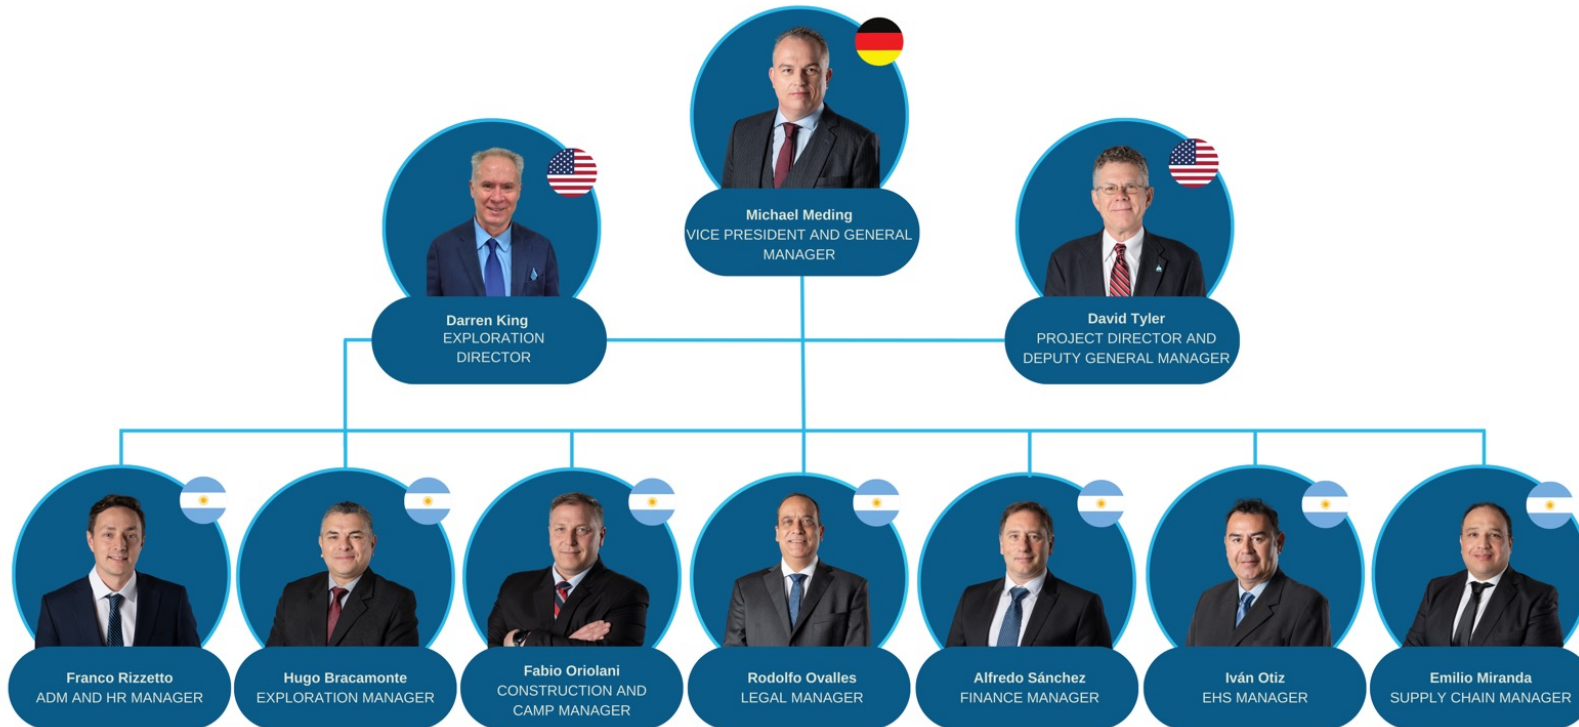 Michael Meding
VICE PRESIDENT AND GENERAL
MANAGER
Darren King
EXPLORATION
DIRECTOR
David Tyler
PROJECT DIRECTOR AND
DEPUTY GENERAL MANAGER
Franco Rizzetto
ADM AND HR MANAGER
Hugo Bracamonte
EXPLORATION MANAGER
Fabio Oriolani
CONSTRUCTION AND
CAMP MANAGER
Rodolfo Ovalles
LEGAL MANAGER
Alfredo Sánchez
FINANCE MANAGER
Iván Otiz
EHS MANAGER
Emilio Miranda
SUPPLY CHAIN MANAGER